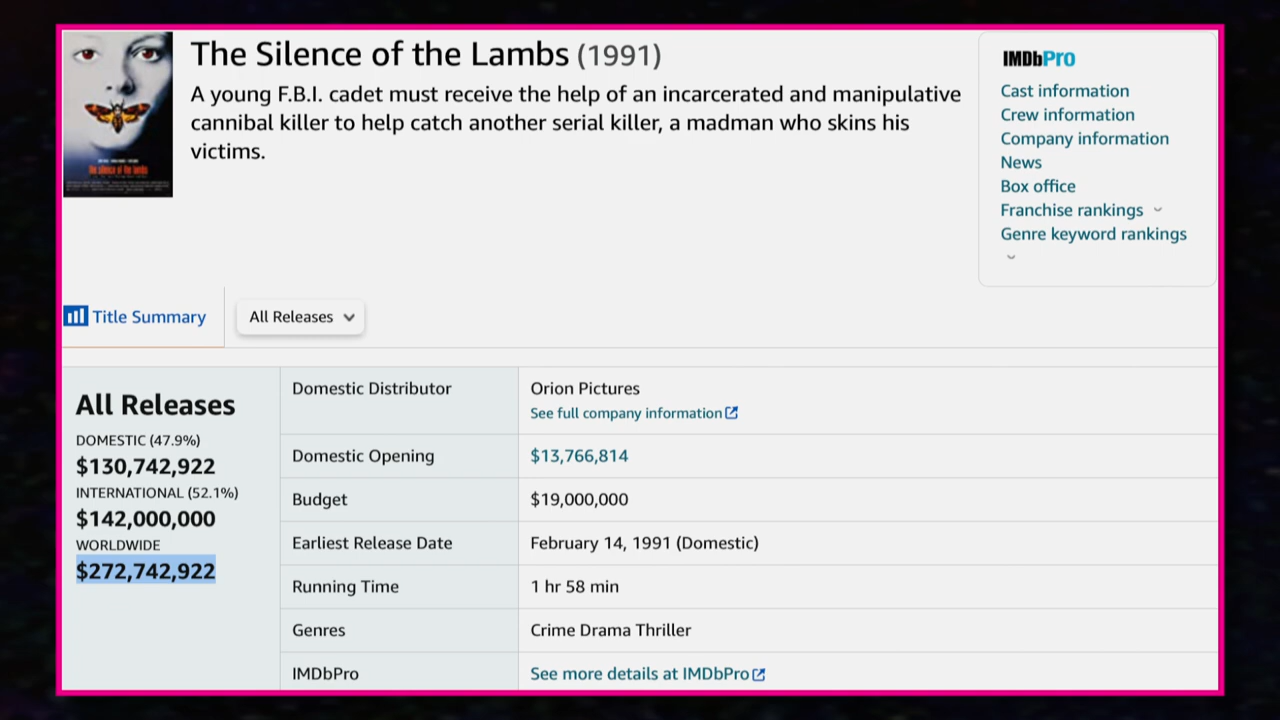 The Silence of the Lambs (1991)
A young F.B.I. cadet must receive the help of an incarcerated and manipulative
cannibal killer to help catch another serial killer, a madman who skins his
victims.
the silence of the lambs
IMDbPro
Cast information
Crew information
Company information
News
Box office
Franchise rankings
Genre keyword rankings
Title Summary
All Releases
All Releases
DOMESTIC (47.9%)
$130,742,922
INTERNATIONAL (52.1%)
$142,000,000
WORLDWIDE
$272,742,922
Domestic Distributor
Orion Pictures
See full company information
Domestic Opening
$13,766,814
Budget
$19,000,000
Earliest Release Date
February 14, 1991 (Domestic)
Running Time
1 hr 58 min
Genres
Crime Drama Thriller
IMDbPro
See more details at IMDbPro